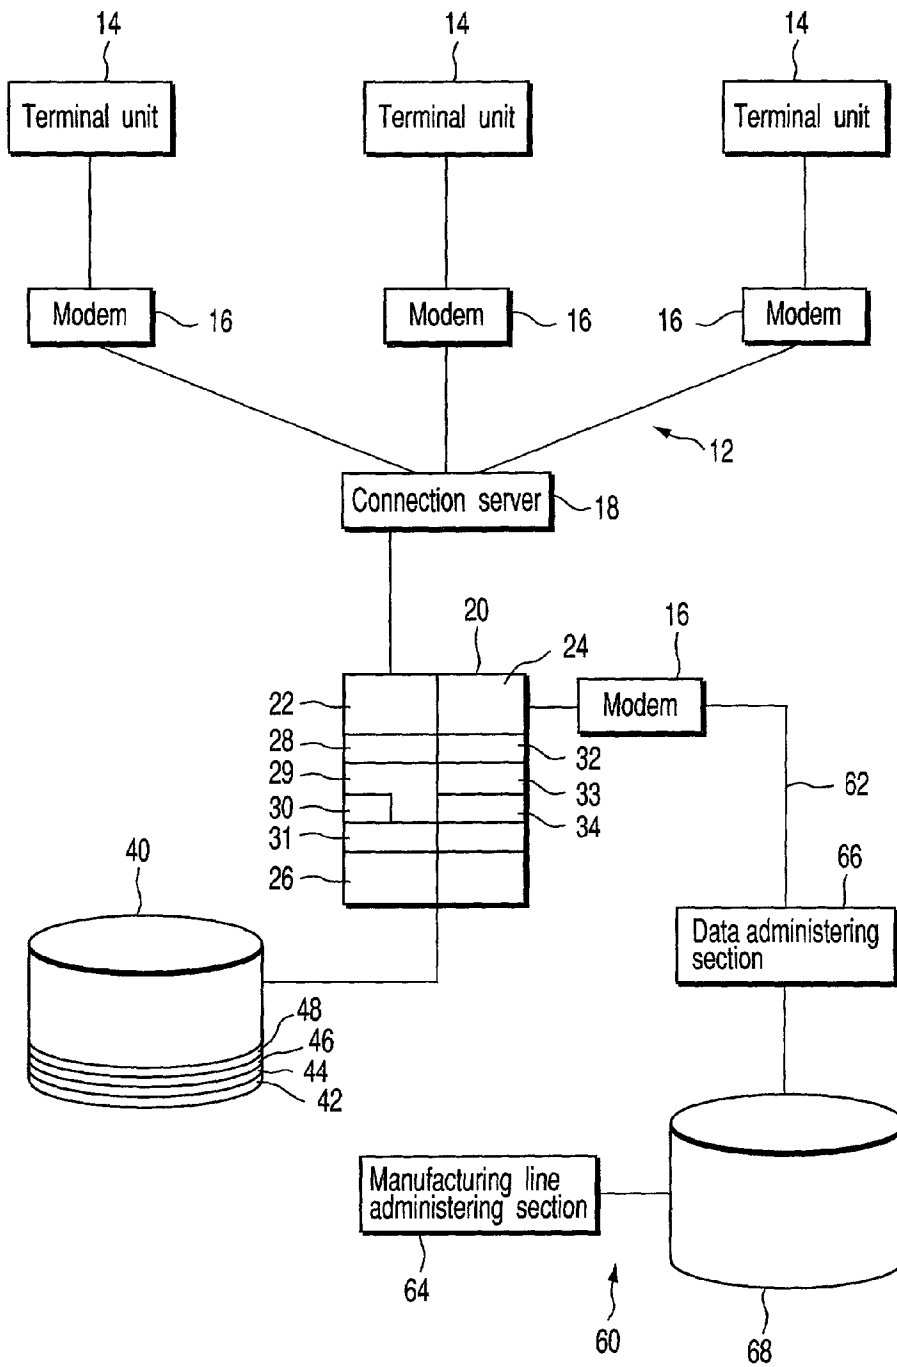 14
14
14
Terminal unit
Terminal unit
Terminal unit
Modem
16
Modem
16
16
Modem
12
Connection server
18
20
24
16
22
Modem
28
32
29
33
62
30
34
31
26
40
66
Data administering
section
48
46
44
42
Manufacturing line
administering section
64
60
68